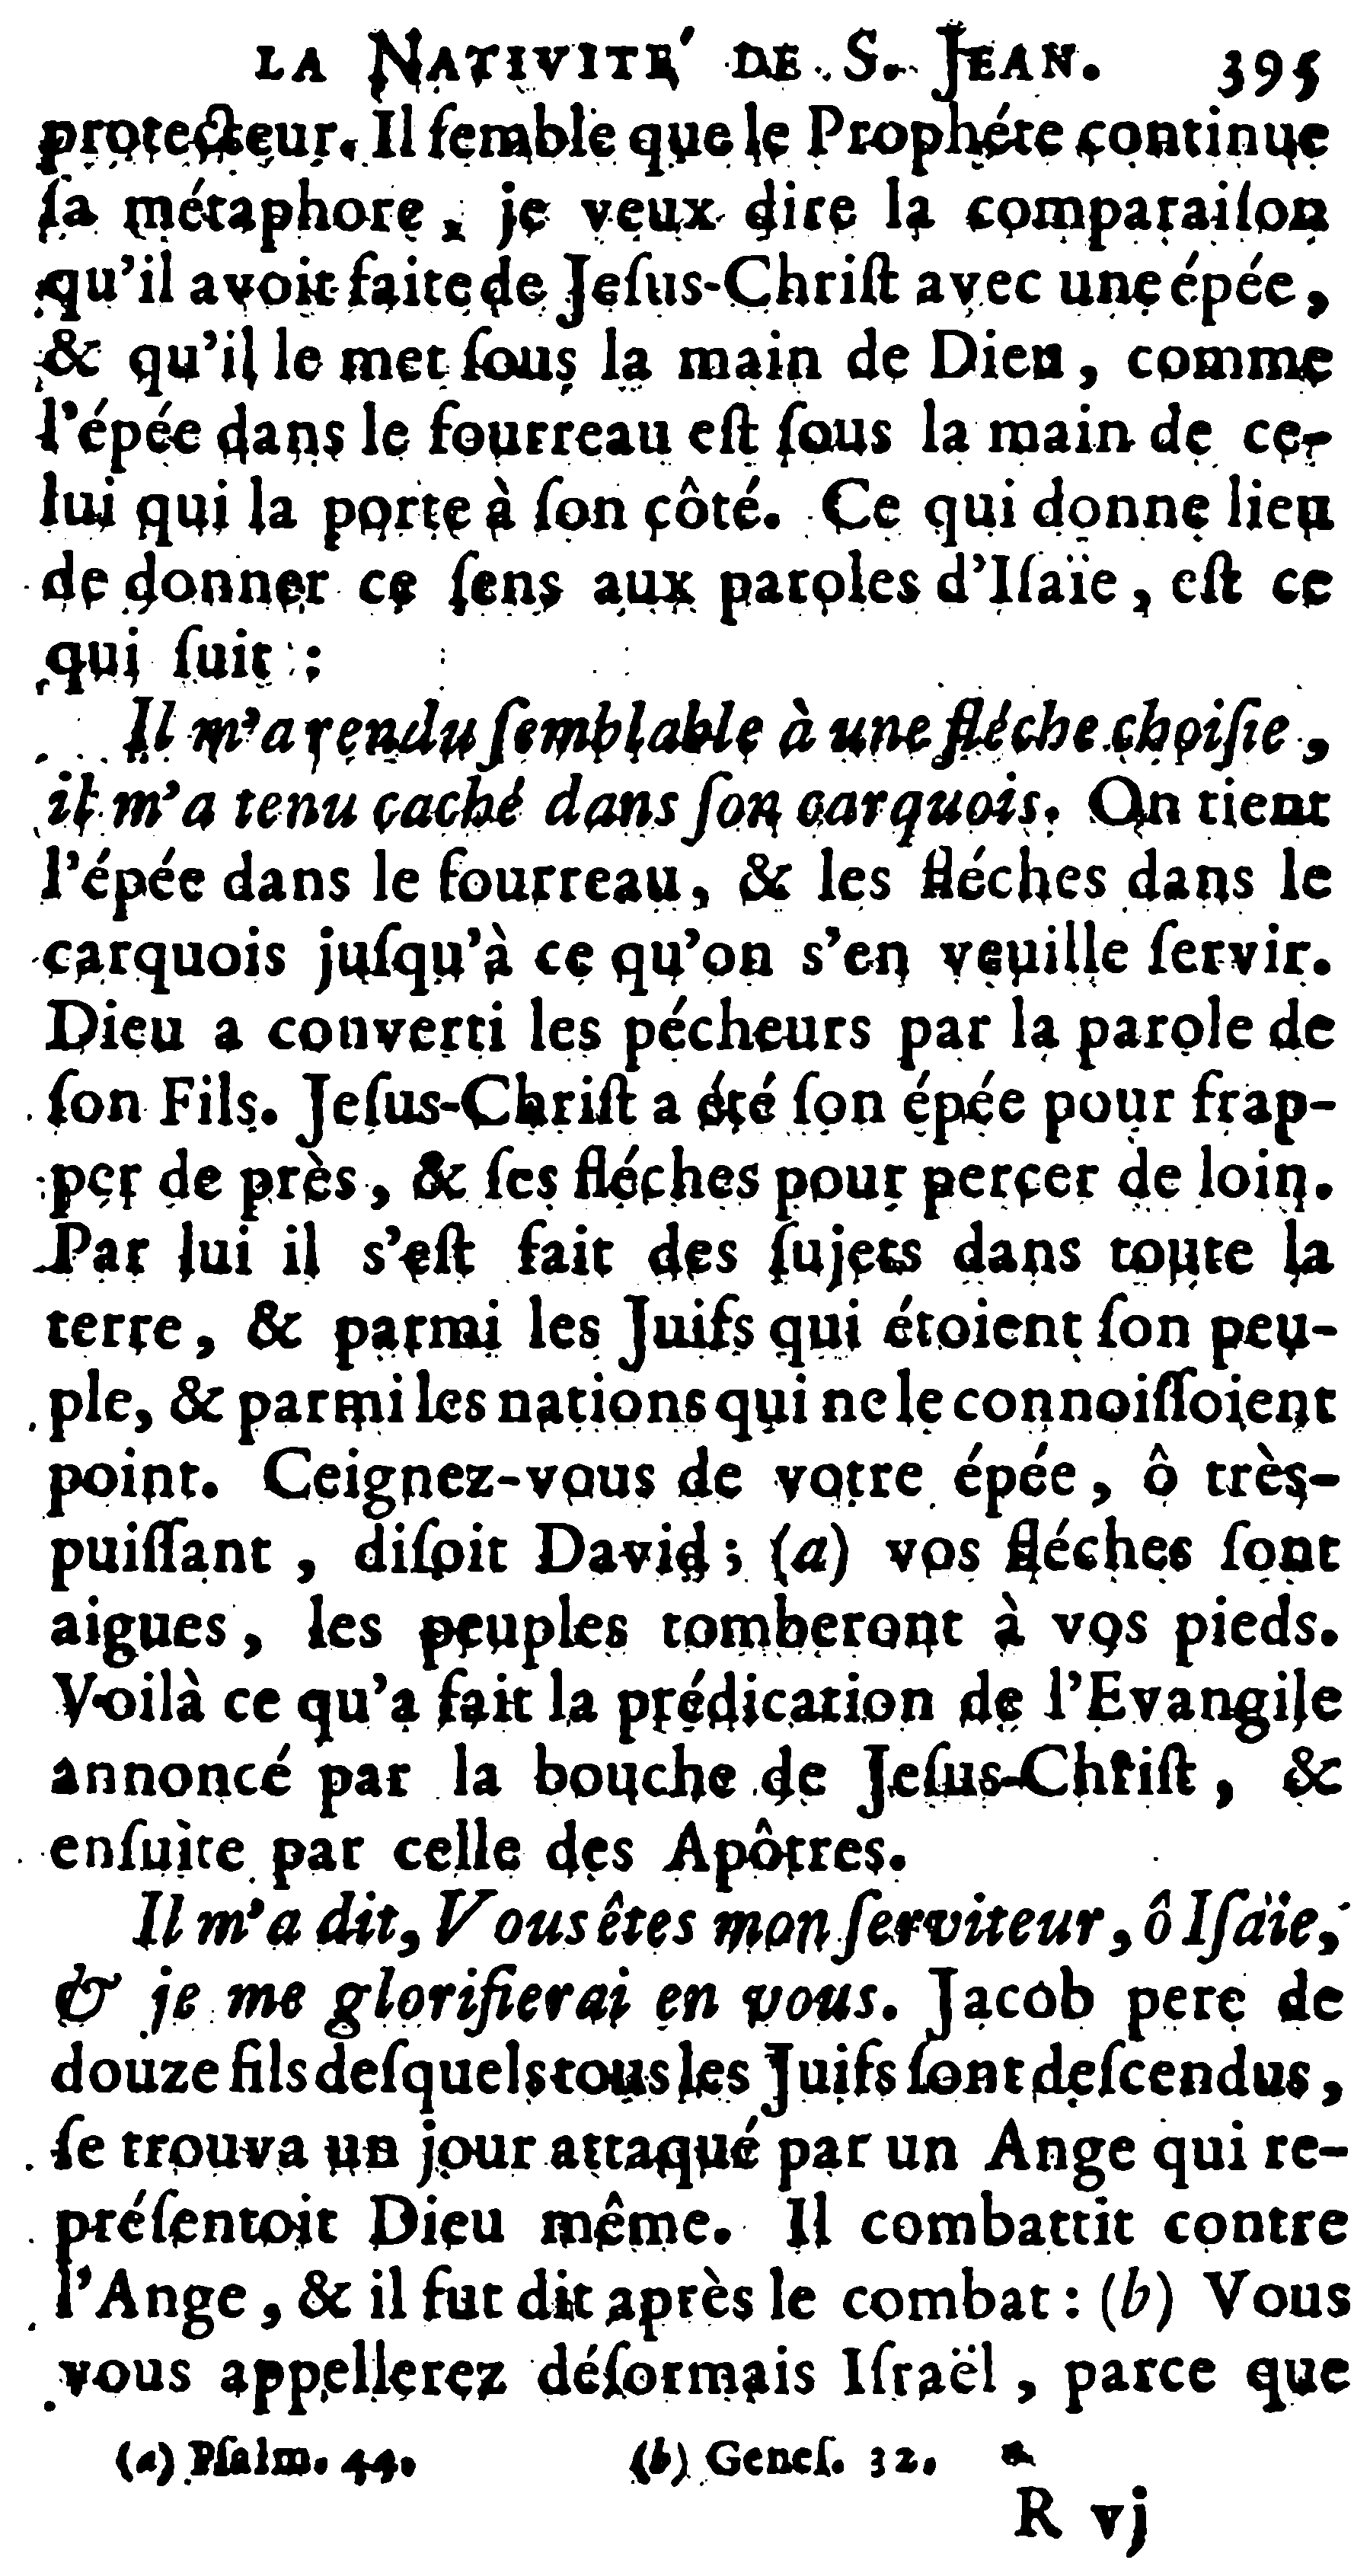 LA NATIVITÉ DE S. JEAN. 395
protecteur. Il ſemble que le Prophéte continue
ſa métaphore, je veux dire la comparaiſon
qu'il avoit faite de Jeſus-Chriſt avec une épée,
& qu'il le met ſous la main de Dieu, comme
l'épée dans le fourreau eſt ſous la main de ce-
lui qui la porte à ſon côté. Ce qui donne lieu
de donner ce ſens aux paroles d'Iſaïe, eſt ce
qui ſuit :
Il m'a rendu ſemblable à une fléche choiſie,
il m'a tenu caché dans ſon carquois. On tient
l'épée dans le fourreau, & les fléches dans le
carquois juſqu'à ce qu'on s'en veuille ſervir.
Dieu a converti les pécheurs par la parole de
ſon Fils. Jeſus-Chriſt a été ſon épée pour frap-
per de près, & ſes fléches pour percer de loin.
Par lui il s'eſt fait des ſujets dans toute la
terre, & parmi les Juifs qui étoient ſon peu-
ple, & parmi les nations qui ne le connoiſſoient
point. Ceignez-vous de votre épée, ô très-
puiſſant, diſoit David; (a) vos fléches ſont
aigues, les peuples tomberont à vos pieds.
Voilà ce qu'a fait la prédication de l'Evangile
annoncé par la bouche de Jeſus-Chriſt, &
enſuite par celle des Apôtres.
Il m'a dit, Vous êtes mon ſerviteur, ô Iſaïe,
& je me glorifierai en vous. Jacob pere de
douze fils deſquels tous les Juifs ſont deſcendus,
ſe trouva un jour attaqué par un Ange qui re-
préſentoit Dieu même. Il combattit contre
l'Ange, & il fut dit après le combat : (b) Vous
vous appellerez déſormais Iſraël, parce que
(a) Pſalm. 44. (b) Geneſ. 32.
R vj